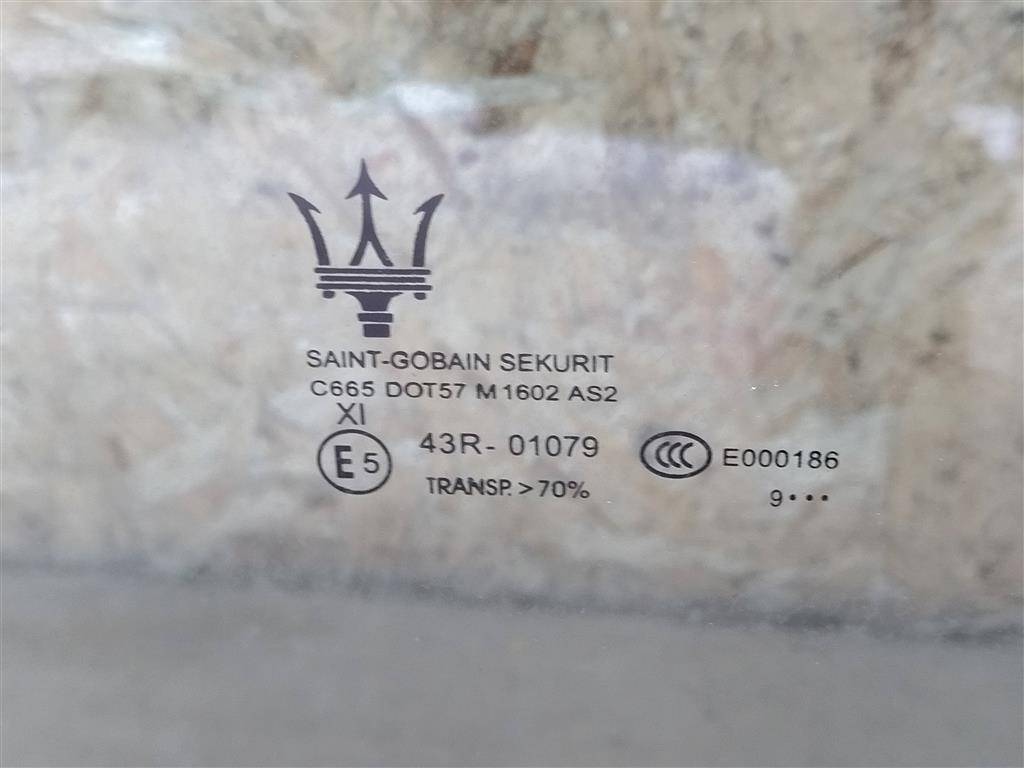 SAINT-GOBAIN SEKURIT
C665 DOT57 M1602 AS2
XI
E5 43R-01079 CCC E000186
TRANSP. >70% 9•••